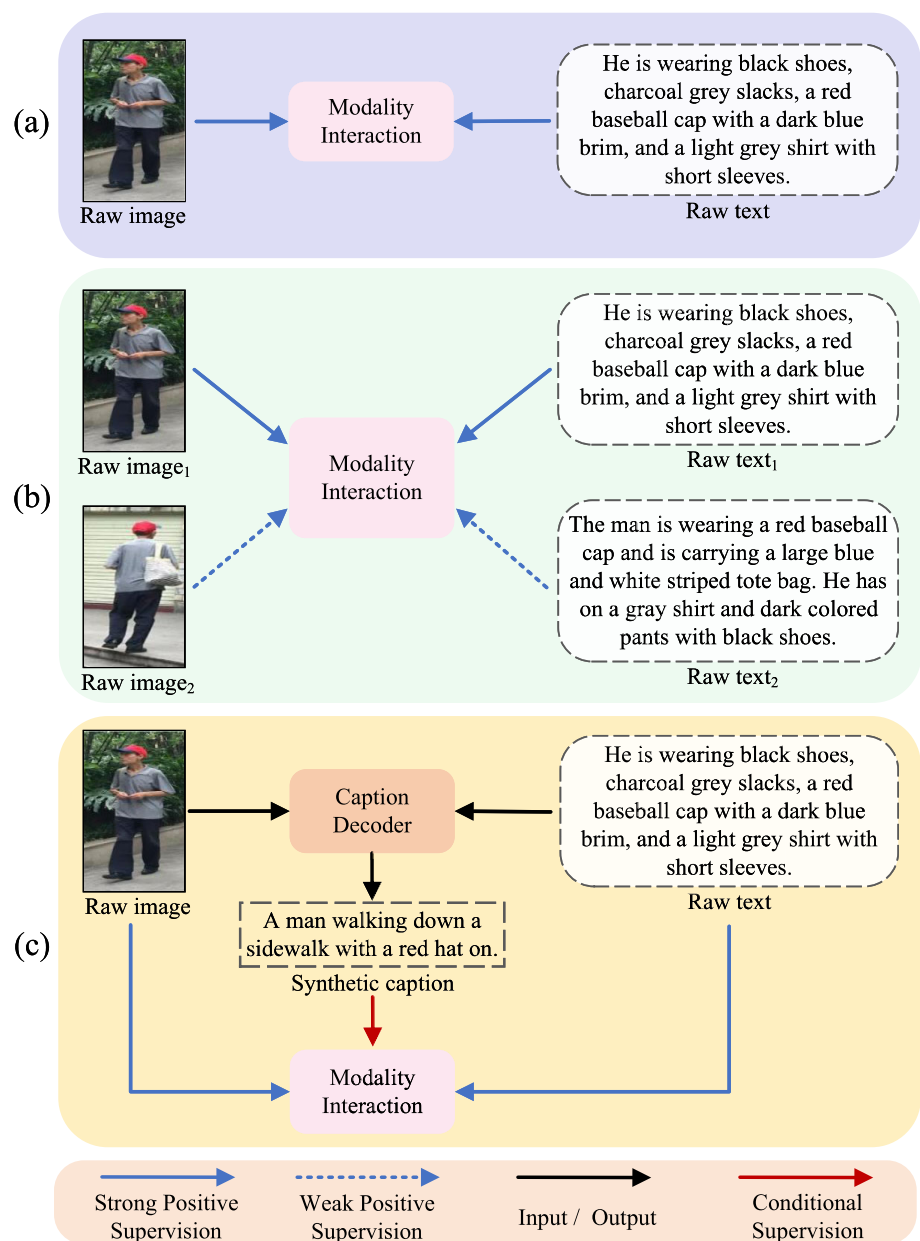 (a)
Raw image
Modality
Interaction
He is wearing black shoes,
charcoal grey slacks, a red
baseball cap with a dark blue
brim, and a light grey shirt with
short sleeves.
Raw text
(b)
Raw image₁
Raw image₂
Modality
Interaction
He is wearing black shoes,
charcoal grey slacks, a red
baseball cap with a dark blue
brim, and a light grey shirt with
short sleeves.
Raw text₁
The man is wearing a red baseball
cap and is carrying a large blue
and white striped tote bag. He has
on a gray shirt and dark colored
pants with black shoes.
Raw text₂
(c)
Raw image
Caption
Decoder
He is wearing black shoes,
charcoal grey slacks, a red
baseball cap with a dark blue
brim, and a light grey shirt with
short sleeves.
Raw text
A man walking down a
sidewalk with a red hat on.
Synthetic caption
Modality
Interaction
Strong Positive
Supervision
Weak Positive
Supervision
Input / Output
Conditional
Supervision